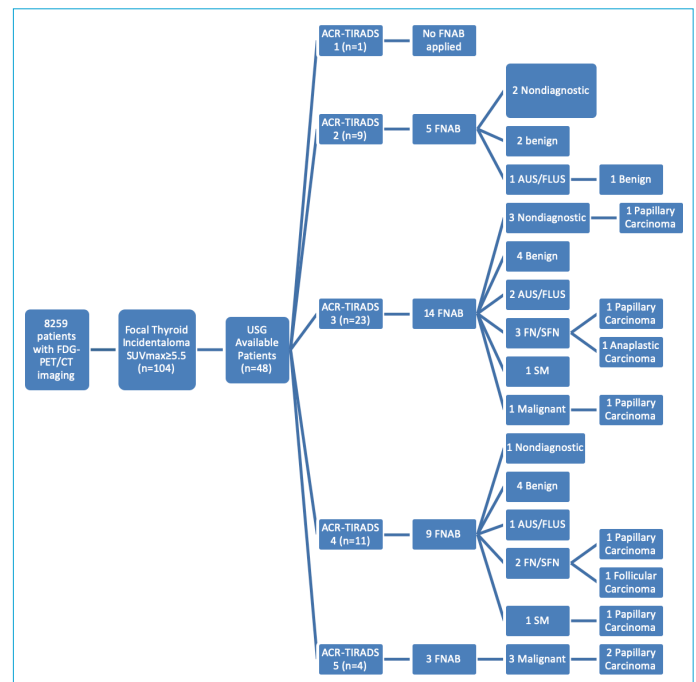 8259
patients
with FDG-
PET/CT
imaging
Focal Thyroid
Incidentaloma
SUVmax≥5.5
(n=104)
USG
Available
Patients
(n=48)
ACR-TIRADS
1 (n=1)
No FNAB
applied
ACR-TIRADS
2 (n=9)
5 FNAB
2 Nondiagnostic
2 benign
1 AUS/FLUS
1 Benign
ACR-TIRADS
3 (n=23)
14 FNAB
3 Nondiagnostic
1 Papillary
Carcinoma
4 Benign
2 AUS/FLUS
3 FN/SFN
1 Papillary
Carcinoma
1 Anaplastic
Carcinoma
1 SM
1 Malignant
1 Papillary
Carcinoma
ACR-TIRADS
4 (n=11)
9 FNAB
1 Nondiagnostic
4 Benign
1 AUS/FLUS
2 FN/SFN
1 Papillary
Carcinoma
1 Follicular
Carcinoma
1 SM
1 Papillary
Carcinoma
ACR-TIRADS
5 (n=4)
3 FNAB
3 Malignant
2 Papillary
Carcinoma